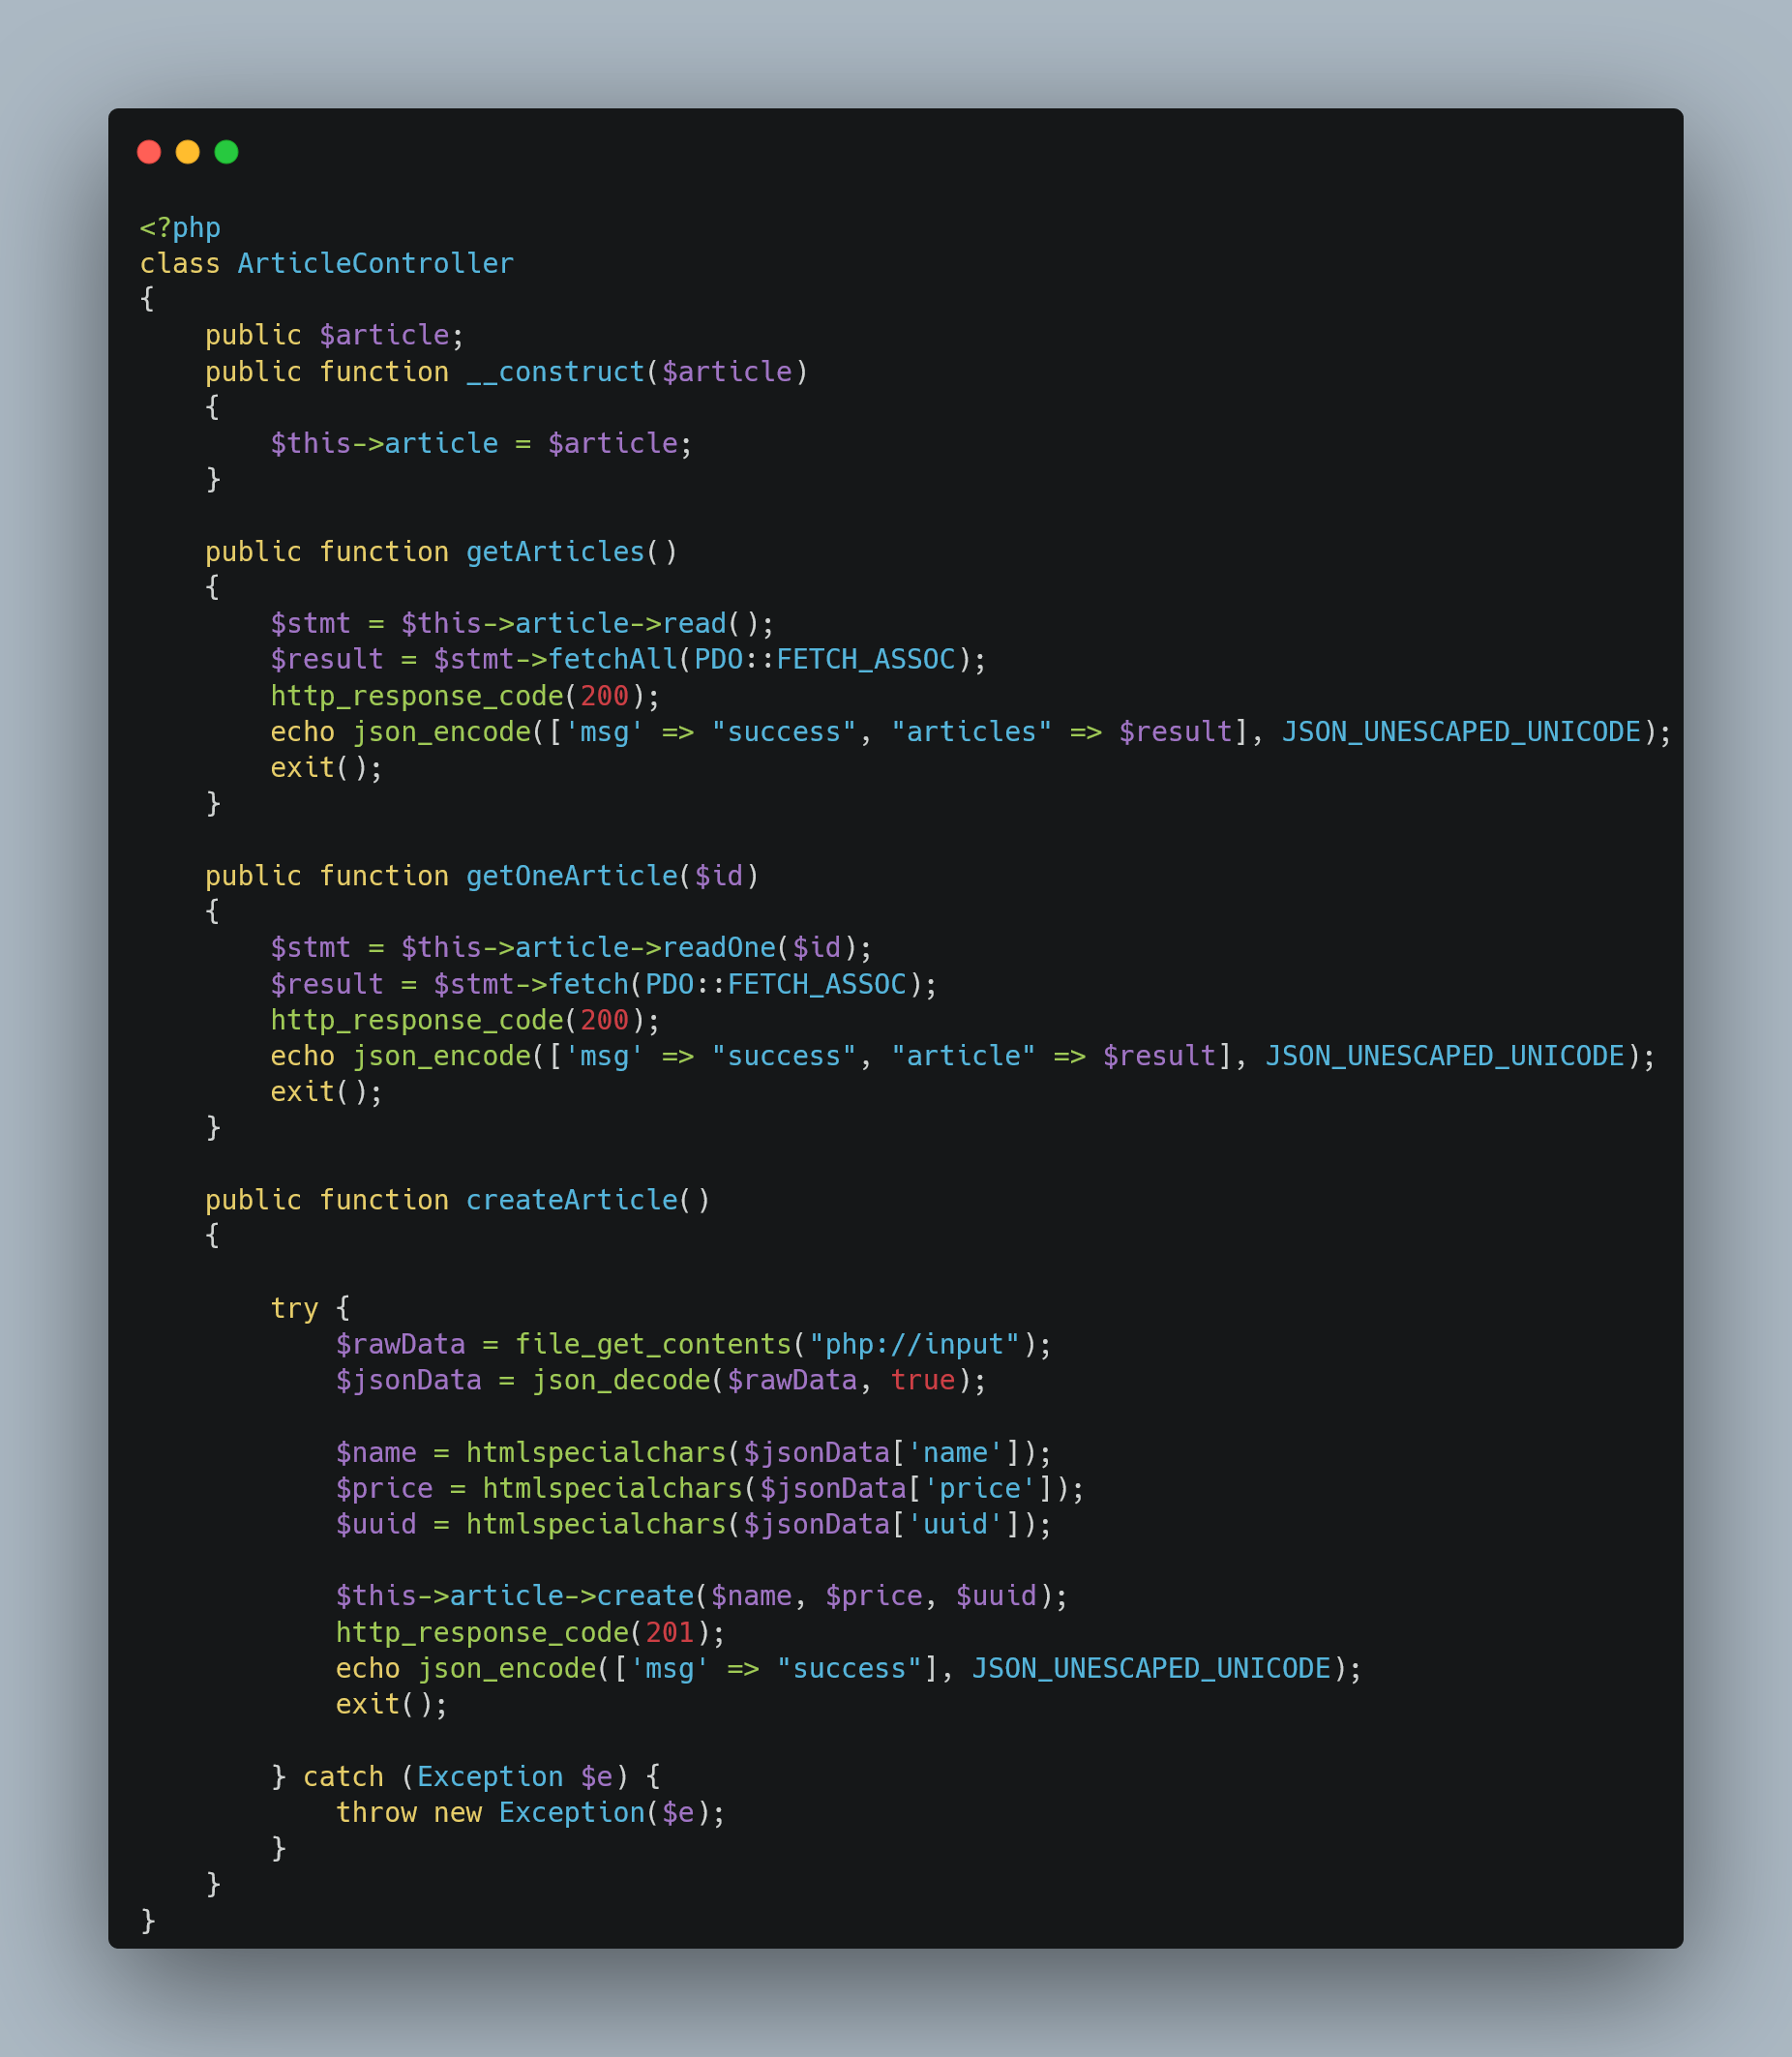 <?php
class ArticleController
{
    public $article;
    public function __construct($article)
    {
        $this->article = $article;
    }

    public function getArticles()
    {
        $stmt = $this->article->read();
        $result = $stmt->fetchAll(PDO::FETCH_ASSOC);
        http_response_code(200);
        echo json_encode(['msg' => "success", "articles" => $result], JSON_UNESCAPED_UNICODE);
        exit();
    }

    public function getOneArticle($id)
    {
        $stmt = $this->article->readOne($id);
        $result = $stmt->fetch(PDO::FETCH_ASSOC);
        http_response_code(200);
        echo json_encode(['msg' => "success", "article" => $result], JSON_UNESCAPED_UNICODE);
        exit();
    }

    public function createArticle()
    {

        try {
            $rawData = file_get_contents("php://input");
            $jsonData = json_decode($rawData, true);

            $name = htmlspecialchars($jsonData['name']);
            $price = htmlspecialchars($jsonData['price']);
            $uuid = htmlspecialchars($jsonData['uuid']);

            $this->article->create($name, $price, $uuid);
            http_response_code(201);
            echo json_encode(['msg' => "success"], JSON_UNESCAPED_UNICODE);
            exit();

        } catch (Exception $e) {
            throw new Exception($e);
        }
    }
}